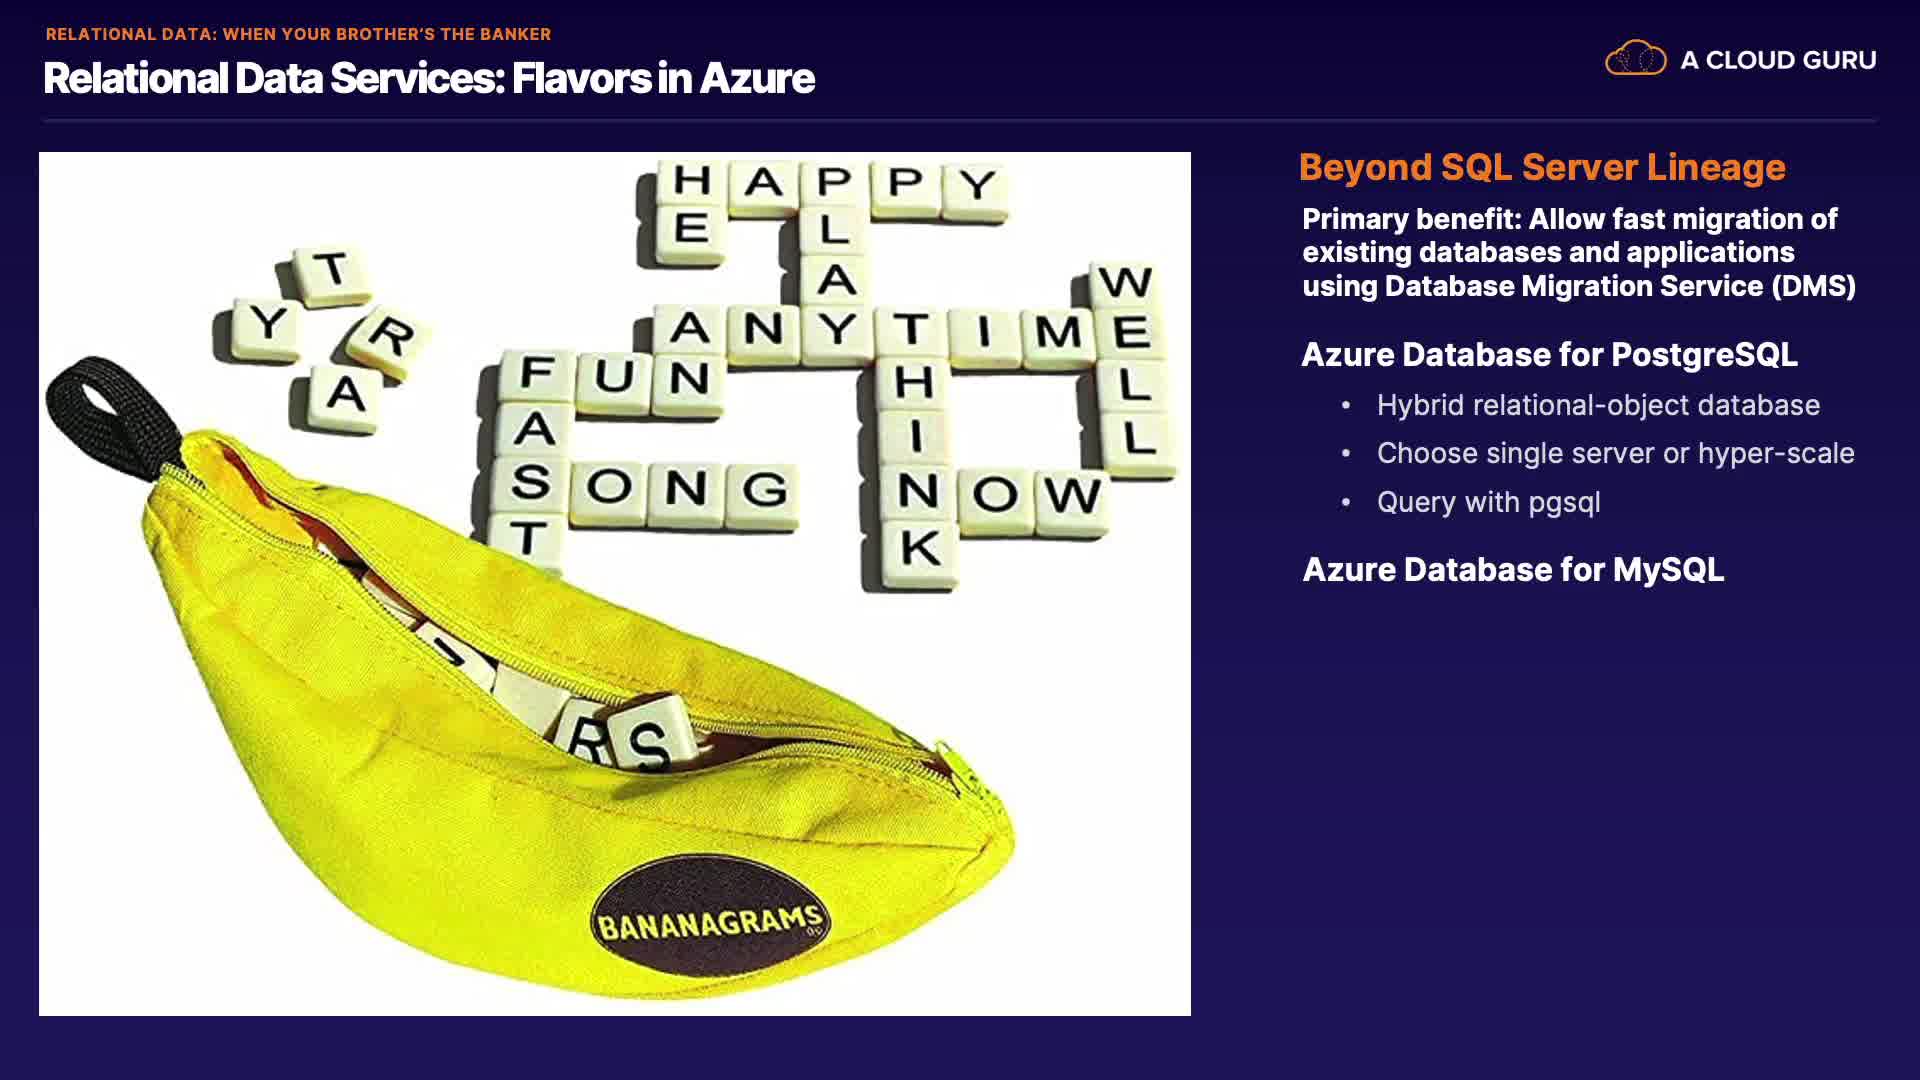 RELATIONAL DATA: WHEN YOUR BROTHER'S THE BANKER
Relational Data Services: Flavors in Azure
A CLOUD GURU
HAPPY
HE
PLAY
ANYTIME
WELL
FUN
AN
FAST
SONG
THINK
NOW
T
Y
R
A
R
S
BANANAGRAMS
Beyond SQL Server Lineage
Primary benefit: Allow fast migration of
existing databases and applications
using Database Migration Service (DMS)
Azure Database for PostgreSQL
• Hybrid relational-object database
• Choose single server or hyper-scale
• Query with pgsql
Azure Database for MySQL